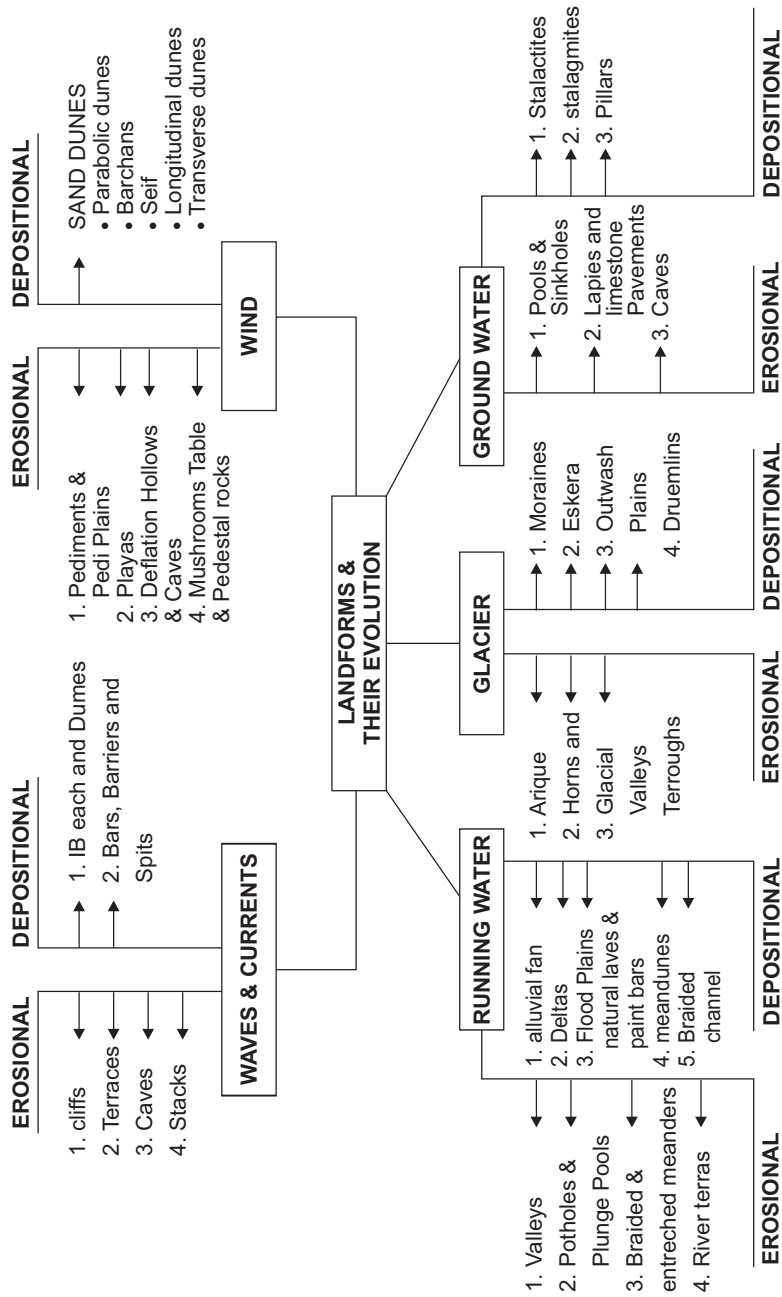 EROSIONAL
1. cliffs
2. Terraces
3. Caves
4. Stacks
DEPOSITIONAL
1. IB each and Dumes
2. Bars, Barriers and
Spits
WAVES & CURRENTS
EROSIONAL
1. Pediments &
Pedi Plains
2. Playas
3. Deflation Hollows
& Caves
4. Mushrooms Table
& Pedestal rocks
DEPOSITIONAL
SAND DUNES
• Parabolic dunes
• Barchans
• Seif
• Longitudinal dunes
• Transverse dunes
WIND
LANDFORMS &
THEIR EVOLUTION
RUNNING WATER
1. Valleys
2. Potholes &
Plunge Pools
3. Braided &
entreched meanders
4. River terras
EROSIONAL
1. alluvial fan
2. Deltas
3. Flood Plains
natural laves &
paint bars
4. meandunes
5. Braided
channel
DEPOSITIONAL
GLACIER
1. Arique
2. Horns and
3. Glacial
Valleys
Terroughs
EROSIONAL
1. Moraines
2. Eskera
3. Outwash
Plains
4. Druemlins
DEPOSITIONAL
GROUND WATER
1. Pools &
Sinkholes
2. Lapies and
limestone
Pavements
3. Caves
EROSIONAL
1. Stalactites
2. stalagmites
3. Pillars
DEPOSITIONAL